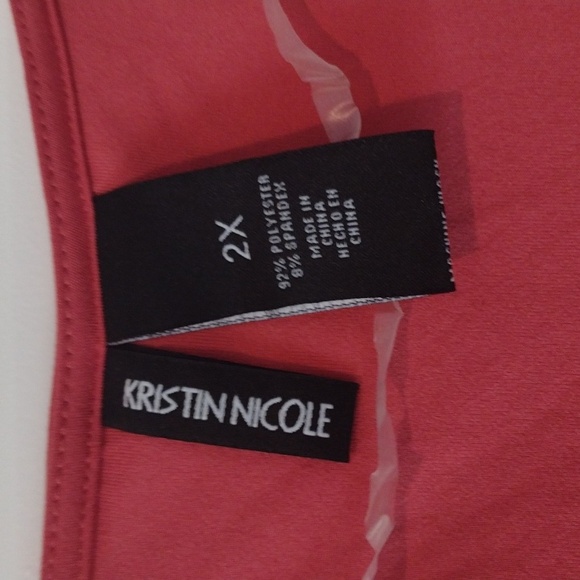 2X
92% POLYESTER
8% SPANDEX
MADE IN
CHINA
HECHO EN
CHINA
KRISTIN NICOLE